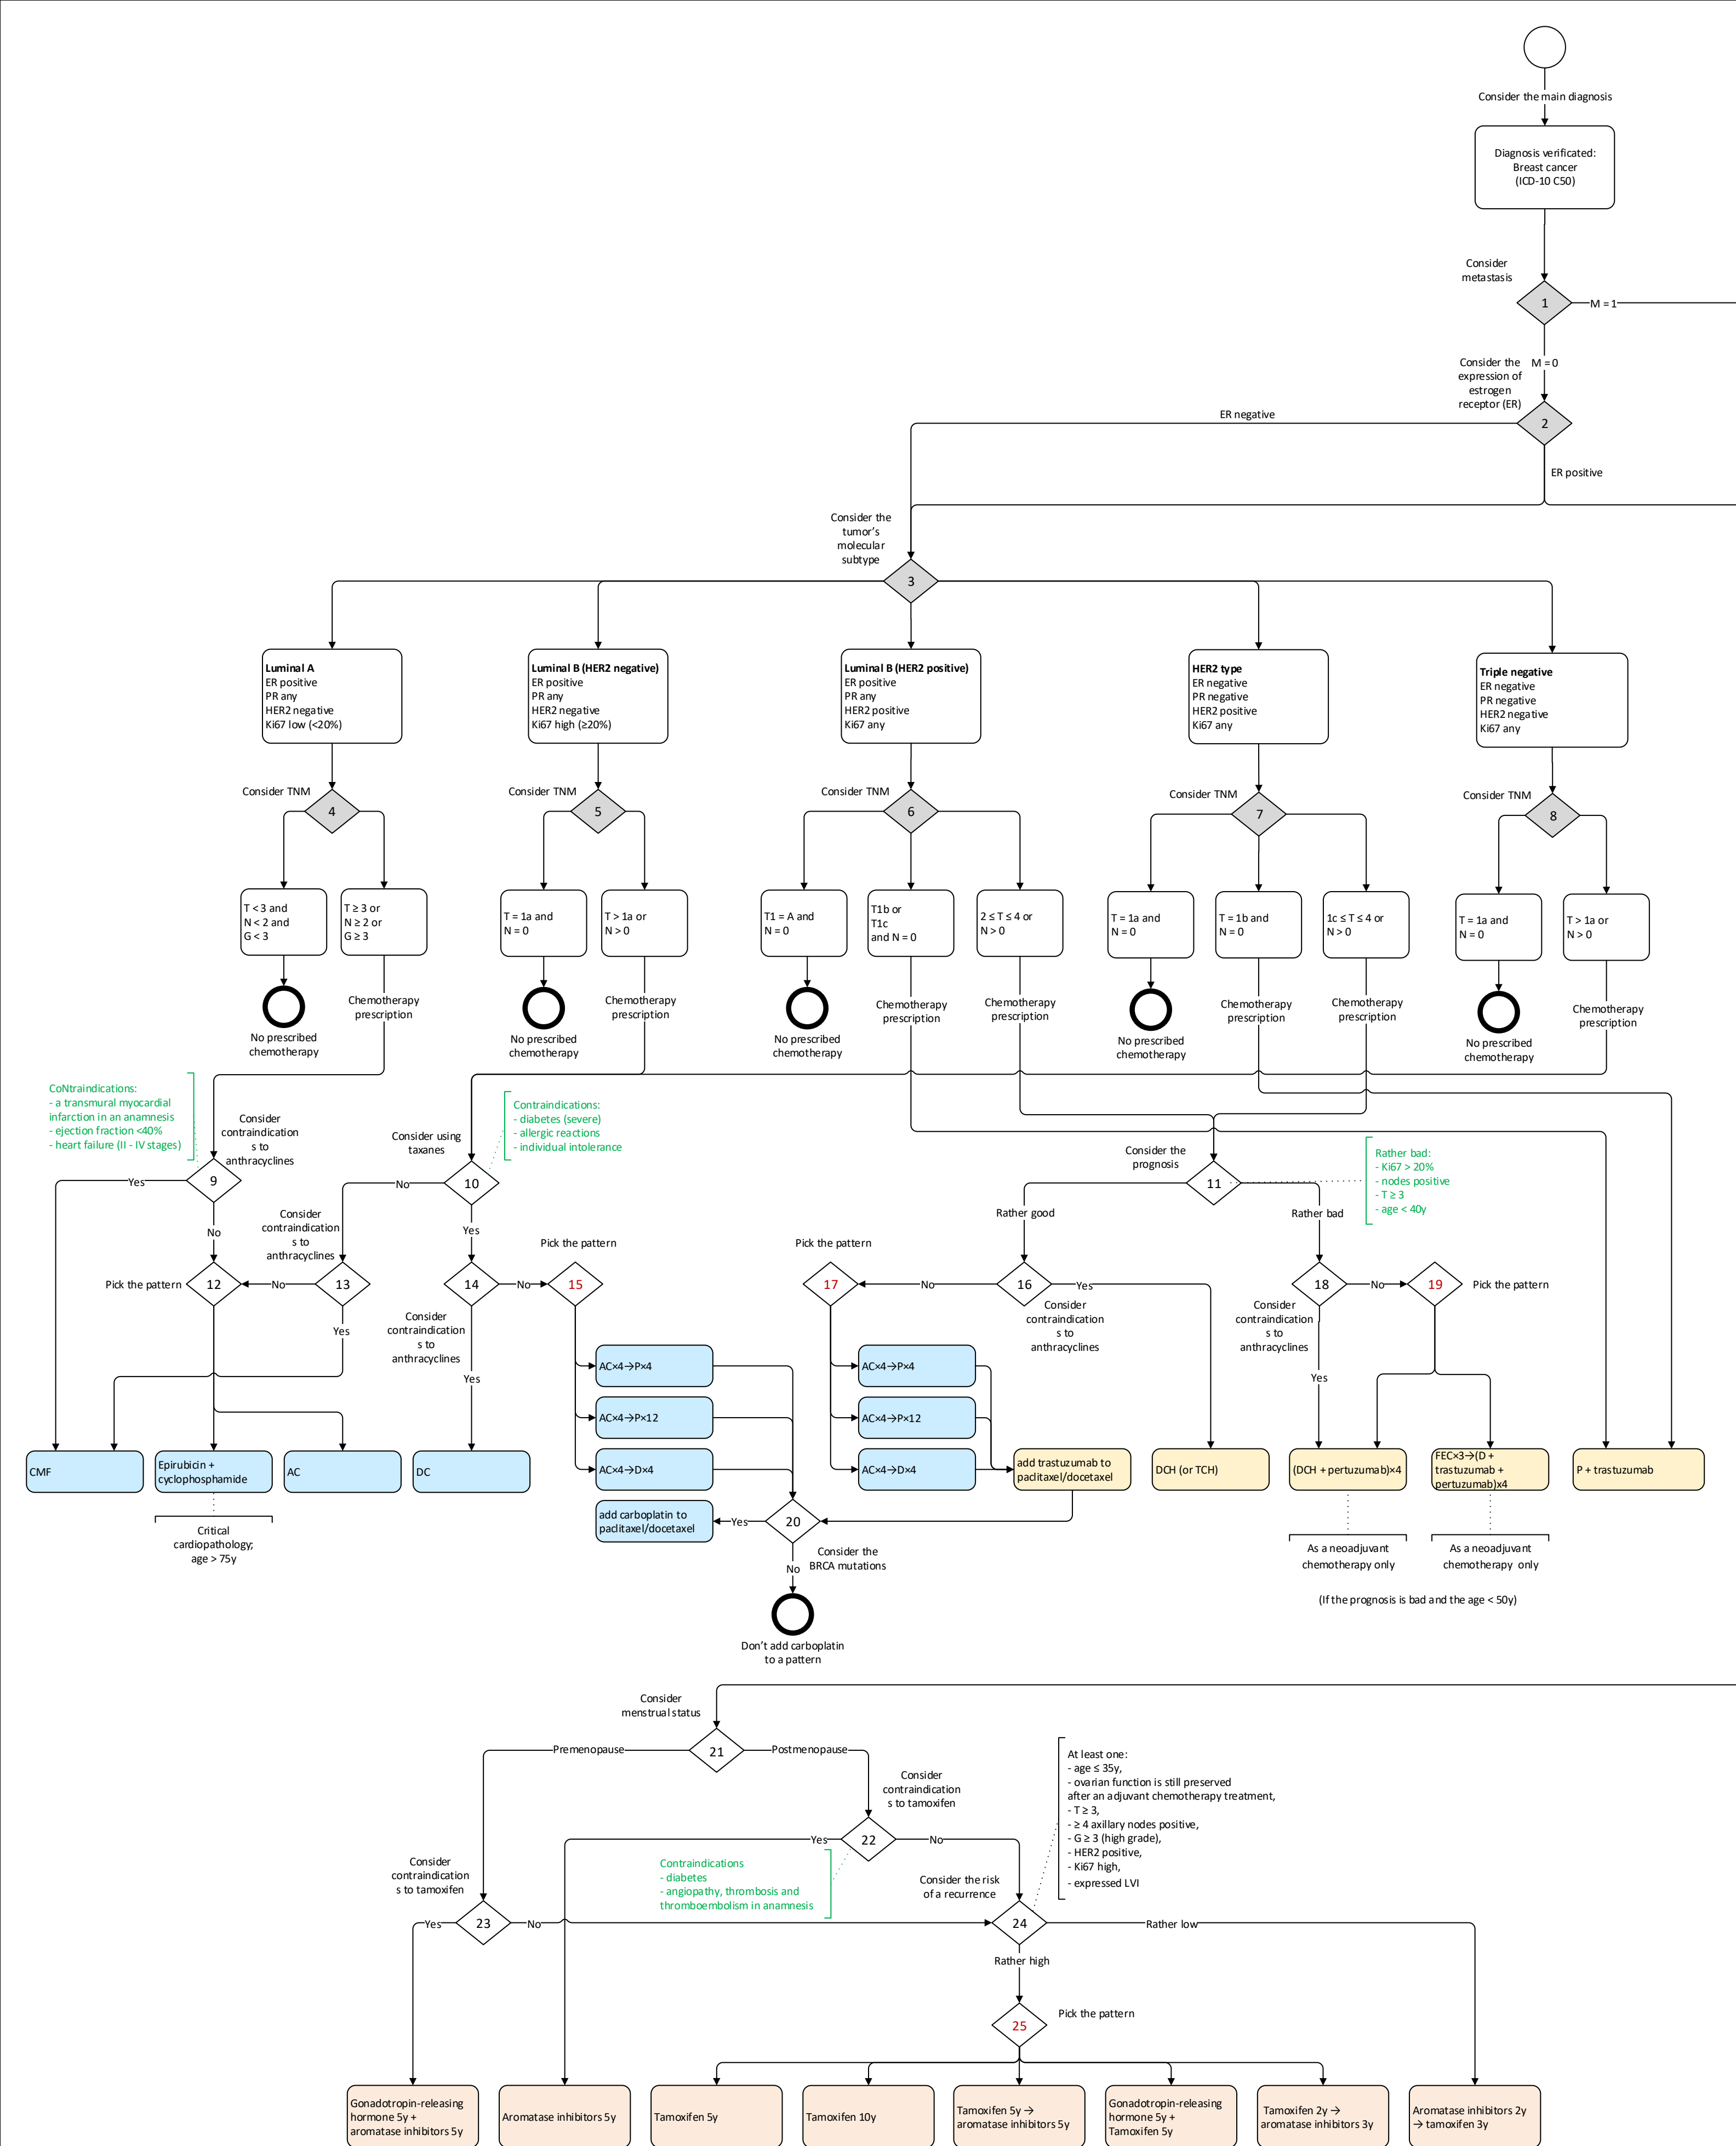 Consider the main diagnosis
Diagnosis verificated:
Breast cancer
(ICD-10 C50)
Consider
metastasis
1
M = 1
M = 0
Consider the
expression of
estrogen
receptor (ER)
2
ER negative
ER positive
Consider the
tumor’s
molecular
subtype
3
Luminal A
ER positive
PR any
HER2 negative
Ki67 low (<20%)
Luminal B (HER2 negative)
ER positive
PR any
HER2 negative
Ki67 high (≥20%)
Luminal B (HER2 positive)
ER positive
PR any
HER2 positive
Ki67 any
HER2 type
ER negative
PR negative
HER2 positive
Ki67 any
Triple negative
ER negative
PR negative
HER2 negative
Ki67 any
Consider TNM
4
Consider TNM
5
Consider TNM
6
Consider TNM
7
Consider TNM
8
T < 3 and
N < 2 and
G < 3
T ≥ 3 or
N ≥ 2 or
G ≥ 3
T = 1a and
N = 0
T > 1a or
N > 0
T1 = A and
N = 0
T1b or
T1c
and N = 0
2 ≤ T ≤ 4 or
N > 0
T = 1a and
N = 0
T = 1b and
N = 0
1c ≤ T ≤ 4 or
N > 0
T = 1a and
N = 0
T > 1a or
N > 0
No prescribed
chemotherapy
Chemotherapy
prescription
No prescribed
chemotherapy
Chemotherapy
prescription
No prescribed
chemotherapy
Chemotherapy
prescription
Chemotherapy
prescription
No prescribed
chemotherapy
Chemotherapy
prescription
Chemotherapy
prescription
No prescribed
chemotherapy
Chemotherapy
prescription
CoNtraindications:
- a transmural myocardial
infarction in an anamnesis
- ejection fraction <40%
- heart failure (II - IV stages)
Consider
contraindication
s to
anthracyclines
9
Yes
No
Consider using
taxanes
10
Contraindications:
- diabetes (severe)
- allergic reactions
- individual intolerance
No
Yes
Consider the
prognosis
11
Rather bad:
- Ki67 > 20%
- nodes positive
- T ≥ 3
- age < 40y
Rather good
Rather bad
Consider
contraindication
s to
anthracyclines
Pick the pattern
12
No
13
Yes
14
No
Pick the pattern
15
Consider
contraindication
s to
anthracyclines
Yes
Pick the pattern
17
No
16
Yes
Consider
contraindication
s to
anthracyclines
18
No
19
Pick the pattern
Consider
contraindication
s to
anthracyclines
Yes
AC×4→P×4
AC×4→P×12
AC×4→D×4
AC×4→P×4
AC×4→P×12
AC×4→D×4
CMF
Epirubicin +
cyclophosphamide
AC
DC
add trastuzumab to
paclitaxel/docetaxel
DCH (or TCH)
(DCH + pertuzumab)×4
FEC×3→(D +
trastuzumab +
pertuzumab)x4
P + trastuzumab
Critical
cardiopathology;
age > 75y
add carboplatin to
paclitaxel/docetaxel
Yes
20
Consider the
BRCA mutations
No
Don’t add carboplatin
to a pattern
As a neoadjuvant
chemotherapy only
As a neoadjuvant
chemotherapy only
(If the prognosis is bad and the age < 50y)
Consider
menstrual status
21
Premenopause
Postmenopause
Consider
contraindication
s to tamoxifen
22
Yes
No
Contraindications
- diabetes
- angiopathy, thrombosis and
thromboembolism in anamnesis
At least one:
- age ≤ 35y,
- ovarian function is still preserved
after an adjuvant chemotherapy treatment,
- T ≥ 3,
- ≥ 4 axillary nodes positive,
- G ≥ 3 (high grade),
- HER2 positive,
- Ki67 high,
- expressed LVI
Consider
contraindication
s to tamoxifen
23
Yes
No
Consider the risk
of a recurrence
24
Rather low
Rather high
25
Pick the pattern
Gonadotropin-releasing
hormone 5y +
aromatase inhibitors 5y
Aromatase inhibitors 5y
Tamoxifen 5y
Tamoxifen 10y
Tamoxifen 5y →
aromatase inhibitors 5y
Gonadotropin-releasing
hormone 5y +
Tamoxifen 5y
Tamoxifen 2y →
aromatase inhibitors 3y
Aromatase inhibitors 2y
→ tamoxifen 3y